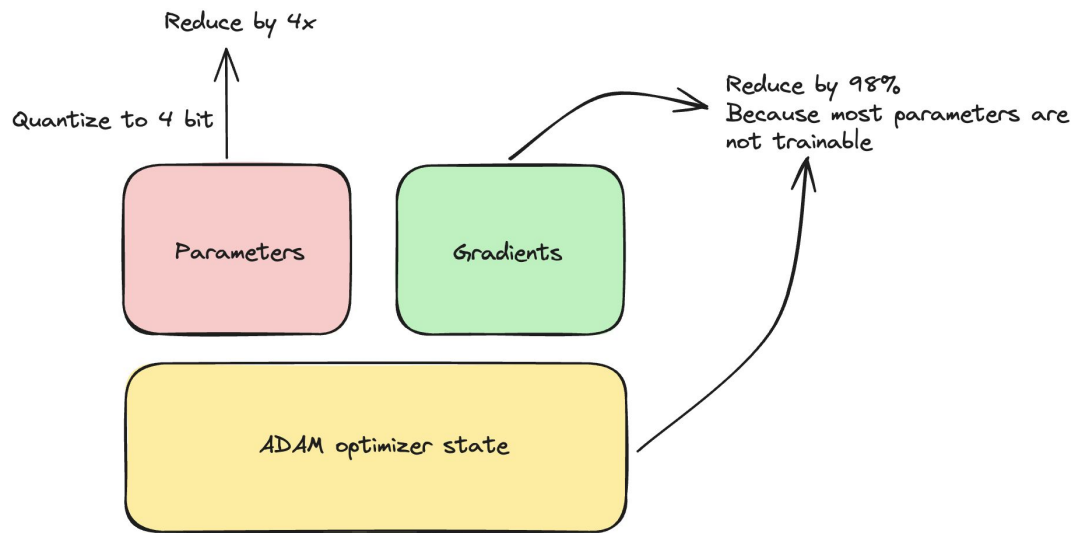 Reduce by 4x
Quantize to 4 bit
Reduce by 98%
Because most parameters are
not trainable
Parameters
Gradients
ADAM optimizer state